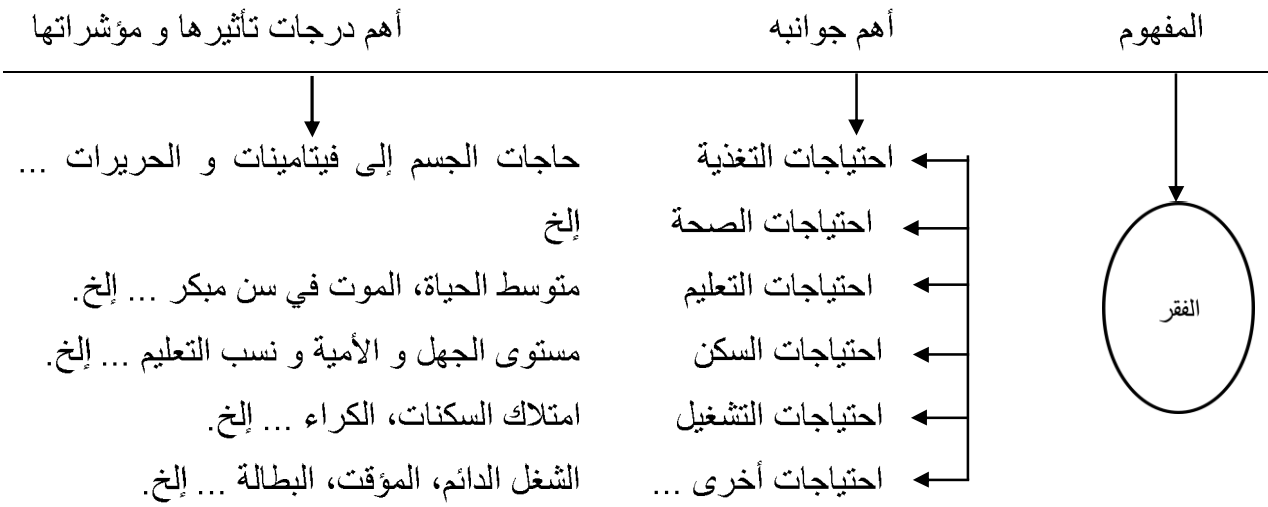 المفهوم أهم جوانبه أهم درجات تأثيرها و مؤشراتها
احتياجات التغذية حاجات الجسم إلى فيتامينات و الحريرات ...
احتياجات الصحة إلخ
احتياجات التعليم متوسط الحياة، الموت في سن مبكر ... إلخ.
الفقر
احتياجات السكن مستوى الجهل و الأمية و نسب التعليم ... إلخ.
احتياجات التشغيل امتلاك السكنات، الكراء ... إلخ.
احتياجات أخرى ... الشغل الدائم، المؤقت، البطالة ... إلخ.